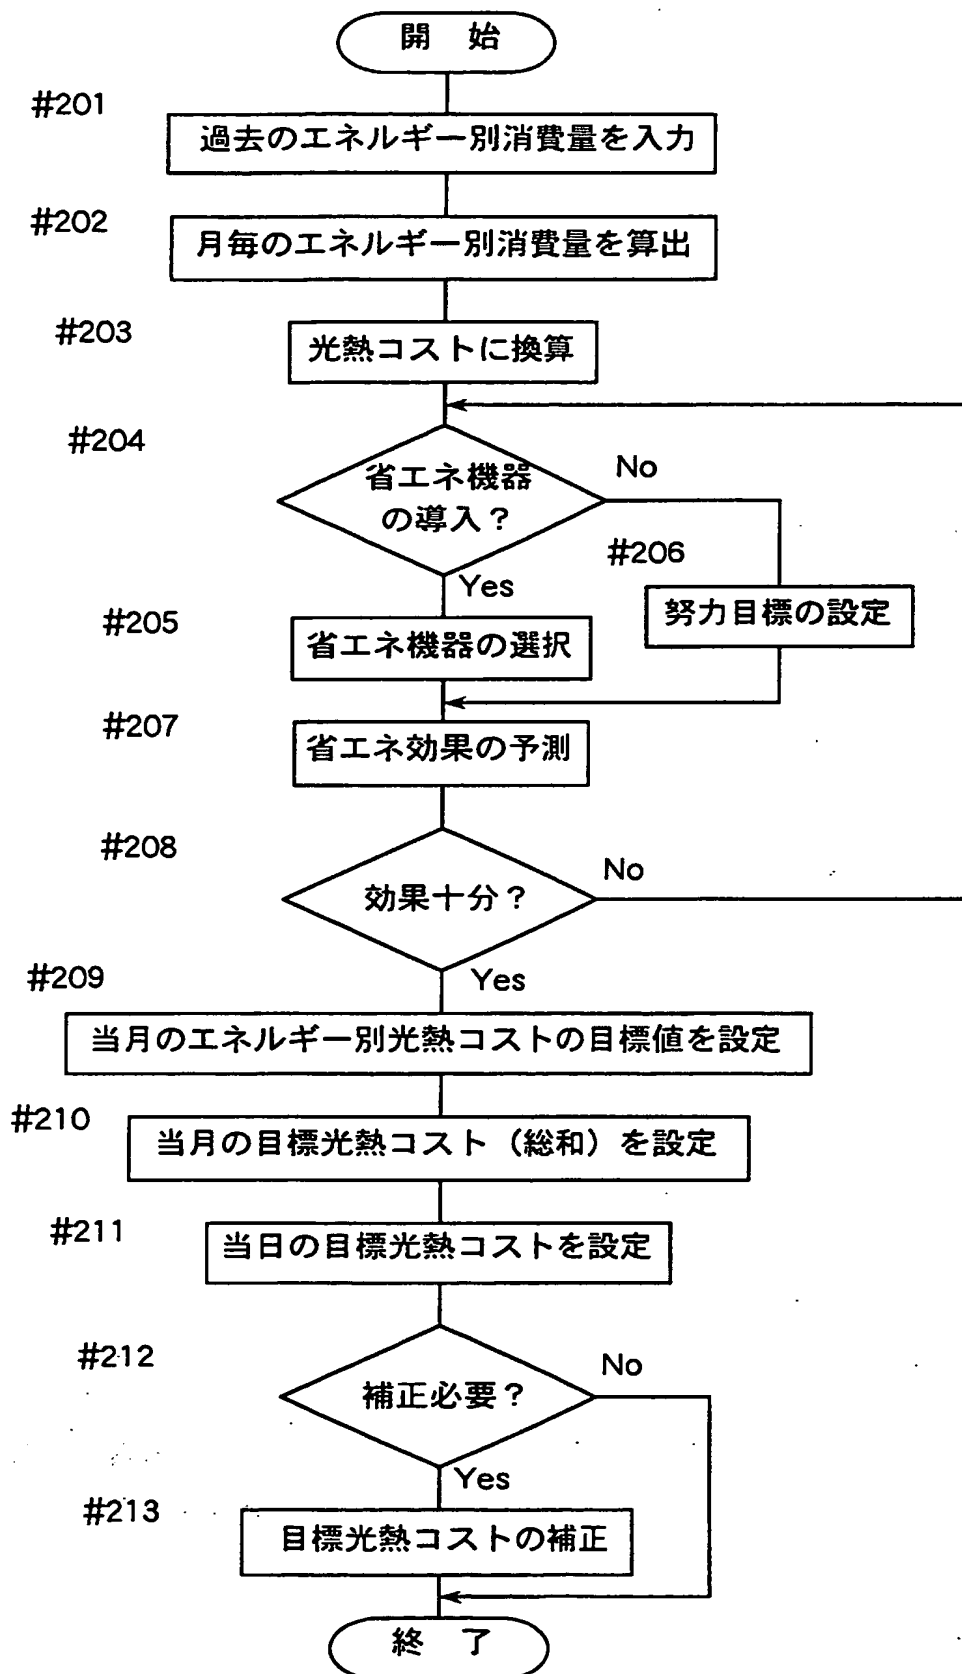 開 始
#201
過去のエネルギー別消費量を入力
#202
月毎のエネルギー別消費量を算出
#203
光熱コストに換算
#204
省エネ機器
の導入？
No
#206
Yes
努力目標の設定
#205
省エネ機器の選択
#207
省エネ効果の予測
#208
効果十分？
No
Yes
#209
当月のエネルギー別光熱コストの目標値を設定
#210
当月の目標光熱コスト（総和）を設定
#211
当日の目標光熱コストを設定
#212
補正必要？
No
Yes
#213
目標光熱コストの補正
終 了